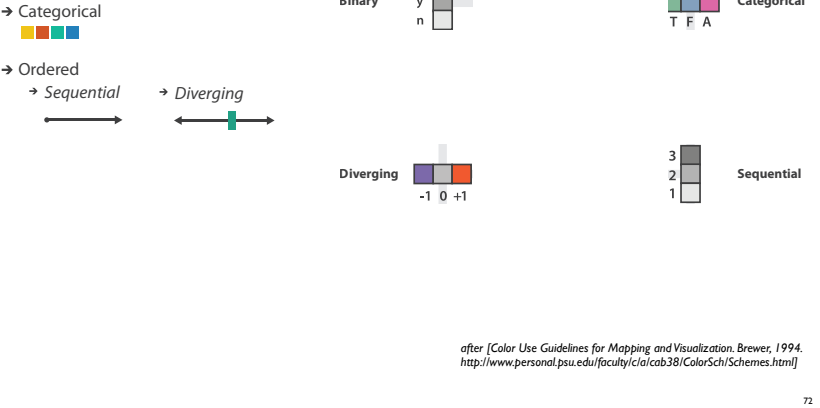 → Categorical
→ Ordered
→ Sequential
→ Diverging
Binary
y
n
T F A
Categorical
Diverging
-1 0 +1
3
2
1
Sequential
after [Color Use Guidelines for Mapping and Visualization. Brewer, 1994.
http://www.personal.psu.edu/faculty/c/a/cab38/ColorSch/Schemes.html]
72